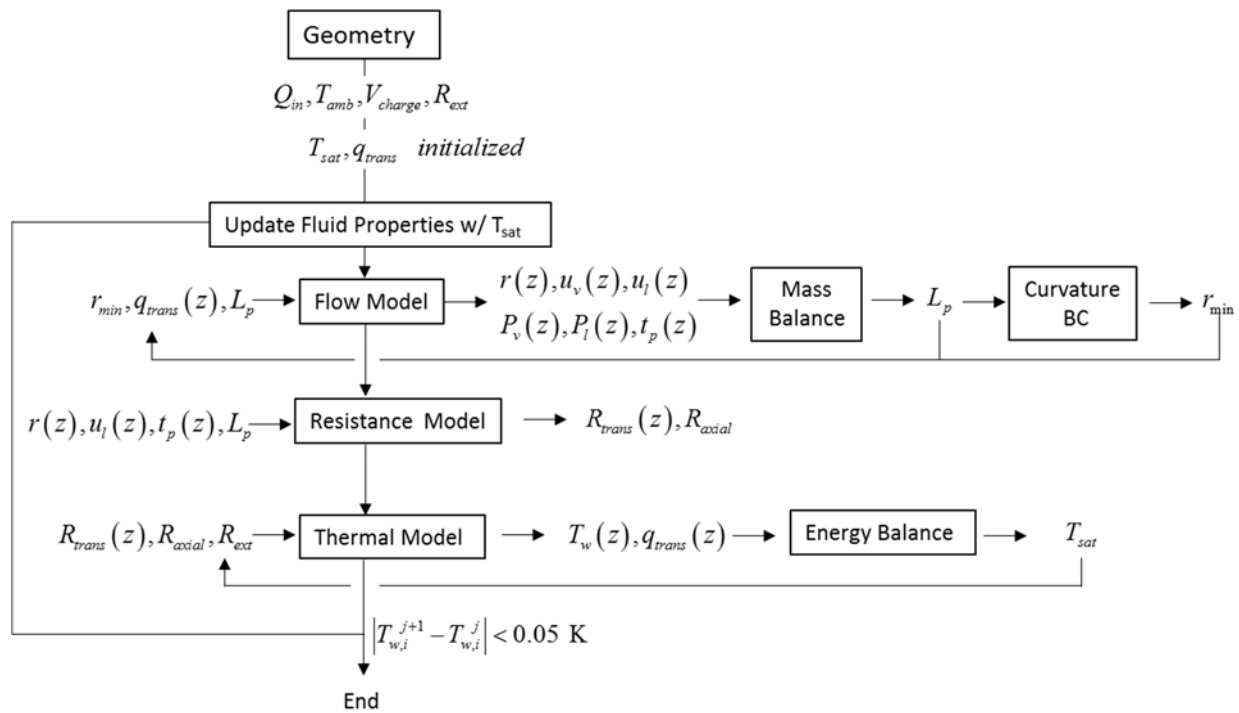 Geometry
Q_in, T_amb, V_charge, R_ext
T_sat, q_trans initialized
Update Fluid Properties w/ T_sat
r_min, q_trans(z), L_p
Flow Model
r(z), u_v(z), u_l(z)
P_v(z), P_l(z), t_p(z)
Mass
Balance
L_p
Curvature
BC
r_min
r(z), u_l(z), t_p(z), L_p
Resistance Model
R_trans(z), R_axial
R_trans(z), R_axial, R_ext
Thermal Model
T_w(z), q_trans(z)
Energy Balance
T_sat
|T_{w,i}^{j+1} − T_{w,i}^{j}| < 0.05 K
End